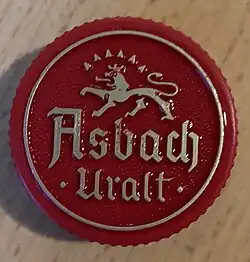 Asbach
· Uralt ·